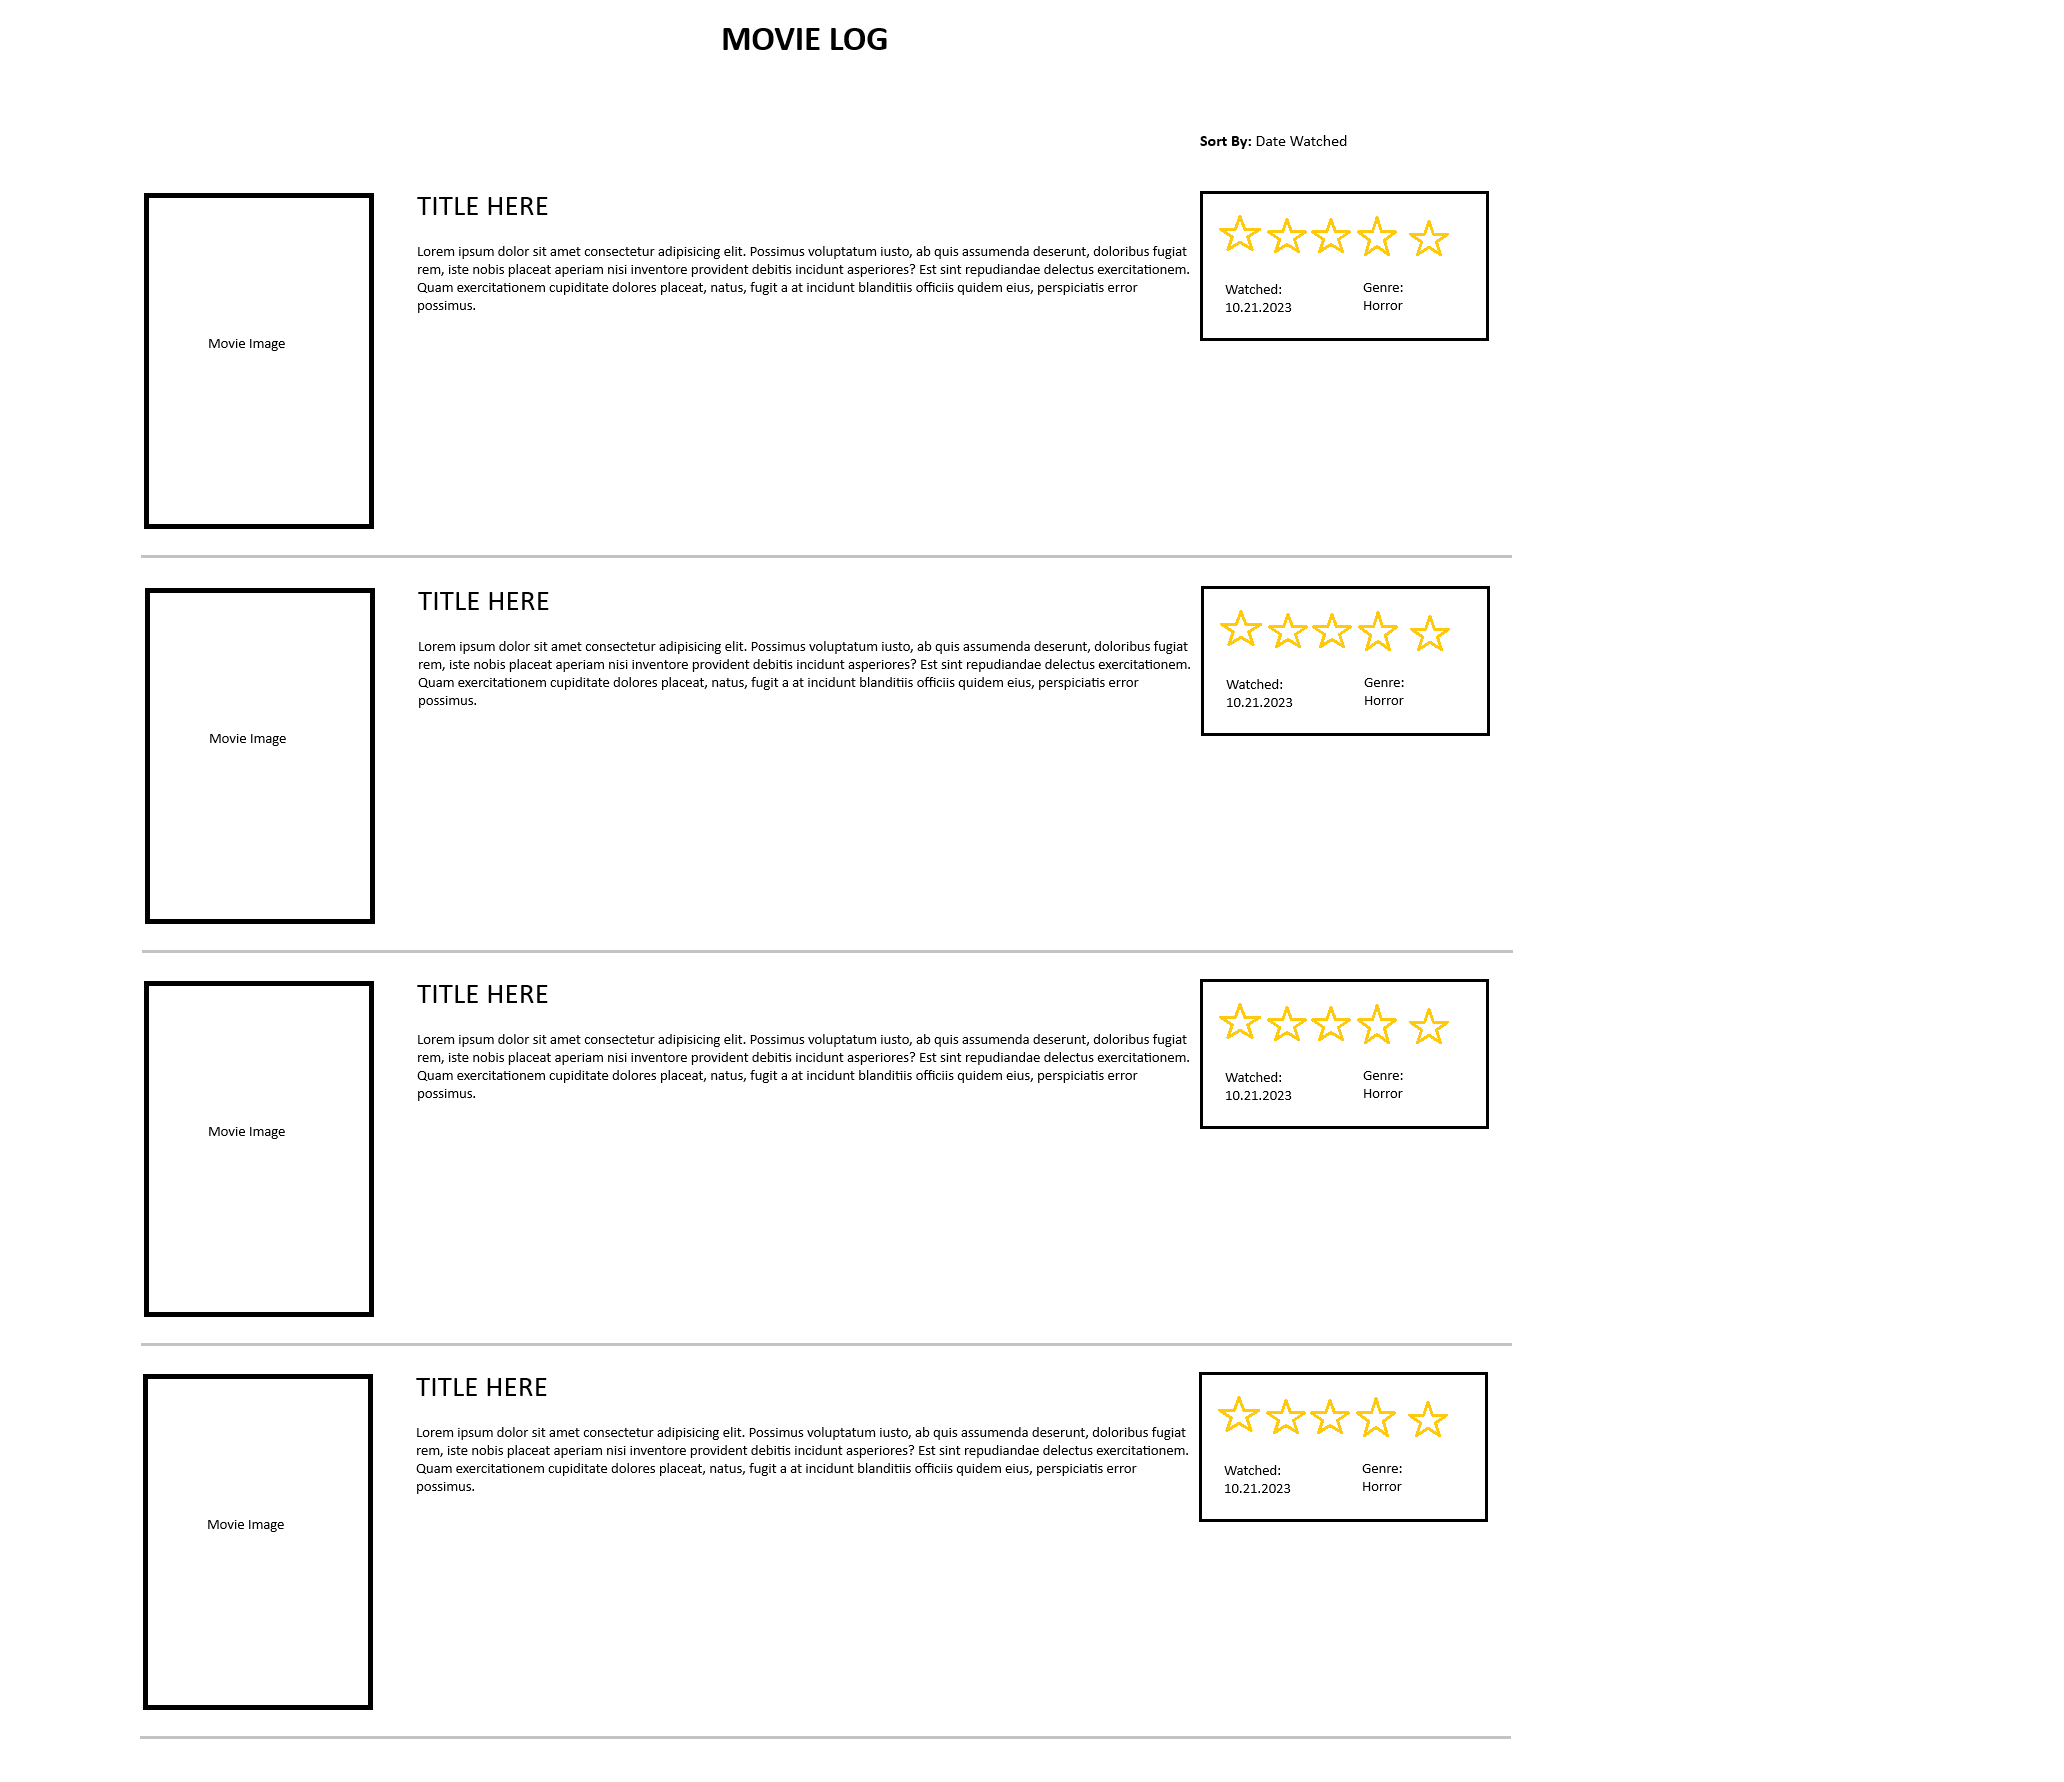 MOVIE LOG
Sort By: Date Watched
Movie Image
TITLE HERE
Lorem ipsum dolor sit amet consectetur adipisicing elit. Possimus voluptatum iusto, ab quis assumenda deserunt, doloribus fugiat
rem, iste nobis placeat aperiam nisi inventore provident debitis incidunt asperiores? Est sint repudiandae delectus exercitationem.
Quam exercitationem cupiditate dolores placeat, natus, fugit a at incidunt blanditiis officiis quidem eius, perspiciatis error
possimus.
Watched:
10.21.2023
Genre:
Horror
Movie Image
TITLE HERE
Lorem ipsum dolor sit amet consectetur adipisicing elit. Possimus voluptatum iusto, ab quis assumenda deserunt, doloribus fugiat
rem, iste nobis placeat aperiam nisi inventore provident debitis incidunt asperiores? Est sint repudiandae delectus exercitationem.
Quam exercitationem cupiditate dolores placeat, natus, fugit a at incidunt blanditiis officiis quidem eius, perspiciatis error
possimus.
Watched:
10.21.2023
Genre:
Horror
Movie Image
TITLE HERE
Lorem ipsum dolor sit amet consectetur adipisicing elit. Possimus voluptatum iusto, ab quis assumenda deserunt, doloribus fugiat
rem, iste nobis placeat aperiam nisi inventore provident debitis incidunt asperiores? Est sint repudiandae delectus exercitationem.
Quam exercitationem cupiditate dolores placeat, natus, fugit a at incidunt blanditiis officiis quidem eius, perspiciatis error
possimus.
Watched:
10.21.2023
Genre:
Horror
Movie Image
TITLE HERE
Lorem ipsum dolor sit amet consectetur adipisicing elit. Possimus voluptatum iusto, ab quis assumenda deserunt, doloribus fugiat
rem, iste nobis placeat aperiam nisi inventore provident debitis incidunt asperiores? Est sint repudiandae delectus exercitationem.
Quam exercitationem cupiditate dolores placeat, natus, fugit a at incidunt blanditiis officiis quidem eius, perspiciatis error
possimus.
Watched:
10.21.2023
Genre:
Horror